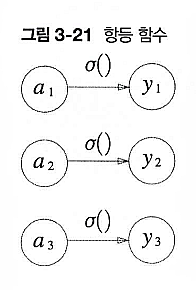 그림 3-21 항등 함수
σ()
a₁ y₁
σ()
a₂ y₂
σ()
a₃ y₃